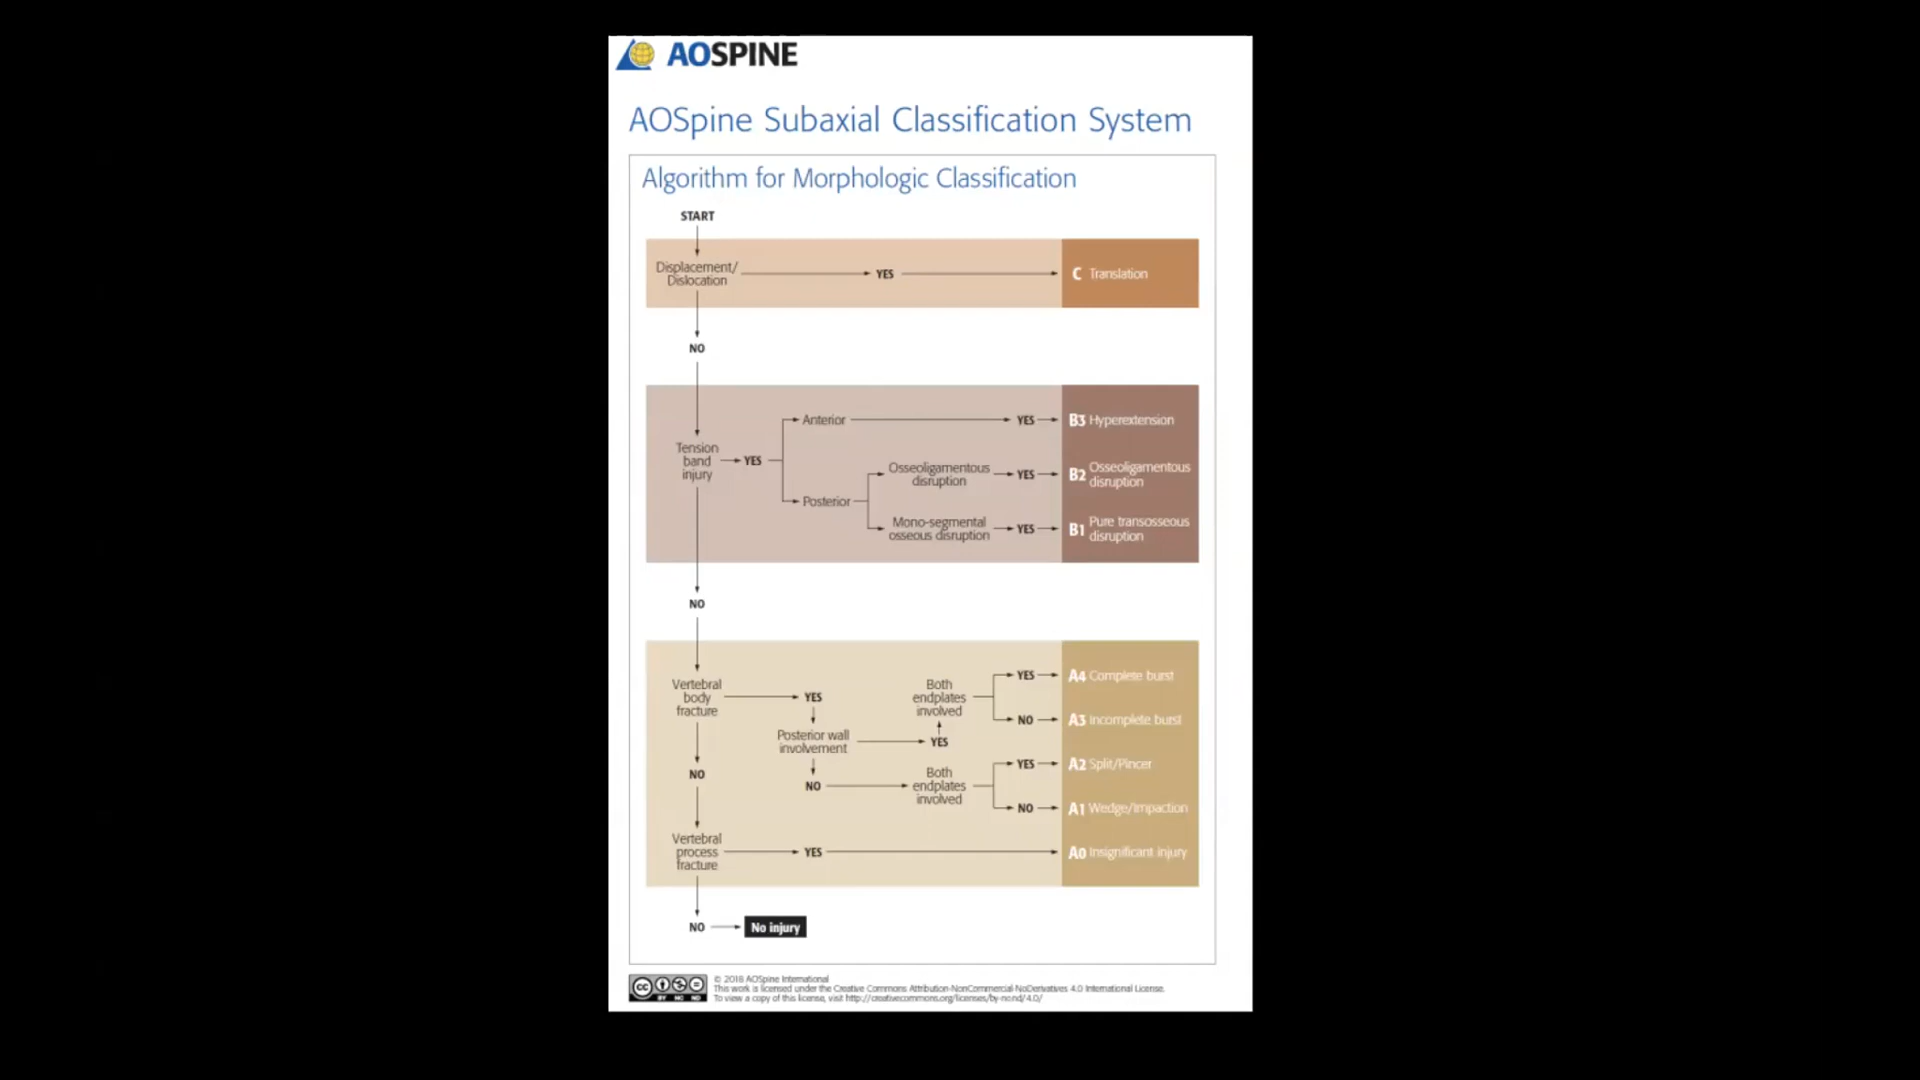 AOSPINE
AOSpine Subaxial Classification System
Algorithm for Morphologic Classification
START
Displacement/
Dislocation
YES
C Translation
NO
Tension
band
injury
YES
Anterior
YES
B3 Hyperextension
Posterior
Osseoligamentous
disruption
YES
B2 Osseoligamentous
disruption
Mono-segmental
osseous disruption
YES
B1 Pure transosseous
disruption
NO
Vertebral
body
fracture
YES
Posterior wall
involvement
YES
Both
endplates
involved
YES
A4 Complete burst
NO
A3 Incomplete burst
NO
Both
endplates
involved
YES
A2 Split/Pincer
NO
A1 Wedge/Impaction
NO
Vertebral
process
fracture
YES
A0 Insignificant injury
NO
No injury
cc BY NC ND
© 2018 AOSpine International
This work is licensed under the Creative Commons Attribution-NonCommercial-NoDerivatives 4.0 International License.
To view a copy of this license, visit http://creativecommons.org/licenses/by-nc-nd/4.0/